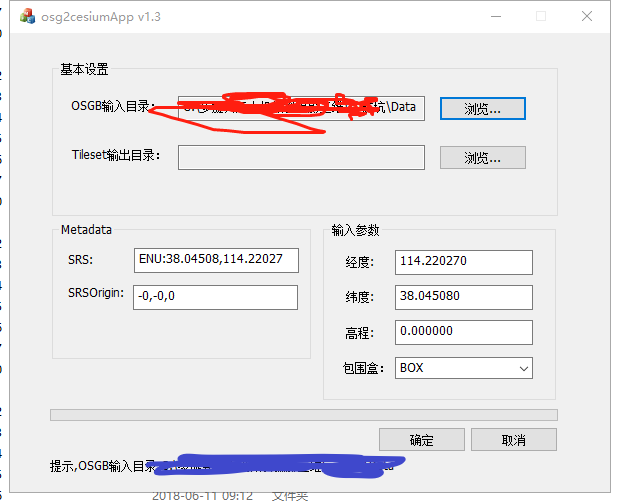 osg2cesiumApp v1.3
基本设置
OSGB输入目录： 坑\Data
浏览...
Tileset输出目录：
浏览...
Metadata
SRS: ENU:38.04508,114.22027
SRSOrigin: -0,-0,0
输入参数
经度: 114.220270
纬度: 38.045080
高程: 0.000000
包围盒: BOX
确定
取消
提示,OSGB输入目录
2018-06-11 09:12 文件夹